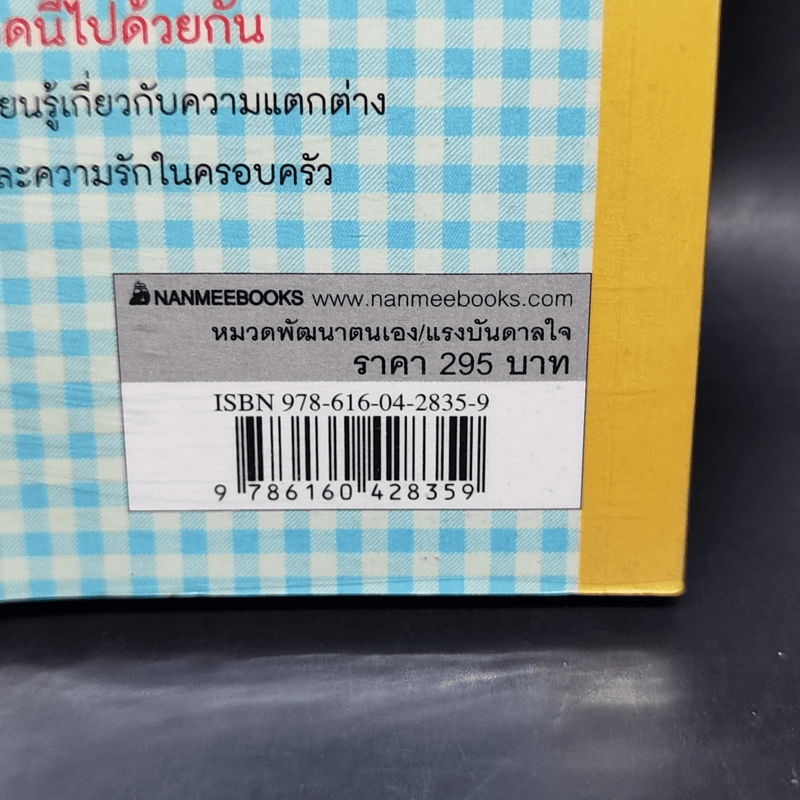 ดนี้ไปด้วยกัน
ยนรู้เกี่ยวกับความแตกต่าง
ละความรักในครอบครัว
NANMEEBOOKS www.nanmeebooks.com
หมวดพัฒนาตนเอง/แรงบันดาลใจ
ราคา 295 บาท
ISBN 978-616-04-2835-9
9 786160 428359